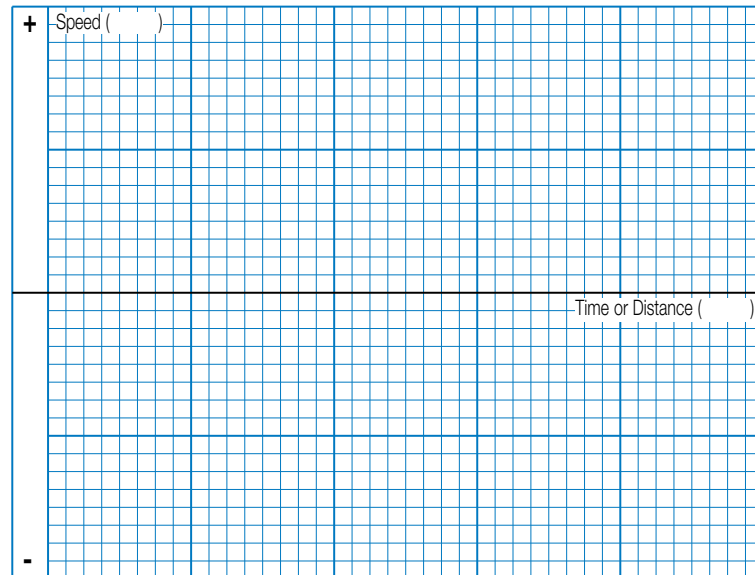 + Speed ( )
Time or Distance ( )
-